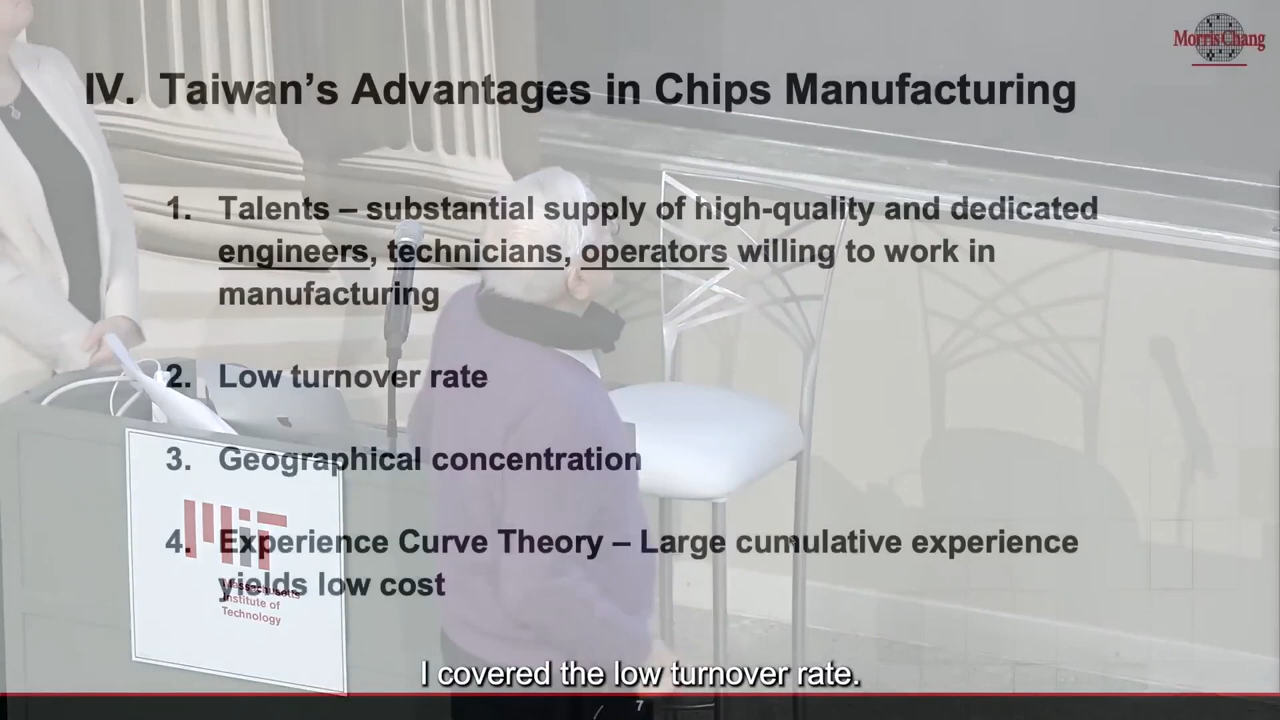 MorrisChang
IV. Taiwan's Advantages in Chips Manufacturing
1. Talents – substantial supply of high-quality and dedicated
engineers, technicians, operators willing to work in
manufacturing
2. Low turnover rate
3. Geographical concentration
4. Experience Curve Theory – Large cumulative experience
yields low cost
MIT
Massachusetts
Institute of
Technology
I covered the low turnover rate.
7